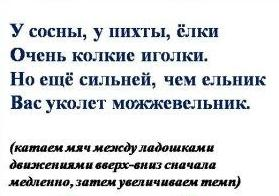 У сосны, у пихты, ёлки
Очень колкие иголки.
Но ещё сильней, чем ельник
Вас уколет можжевельник.
(катаем мяч между ладошками
движениями вверх-вниз сначала
медленно, затем увеличиваем темп)